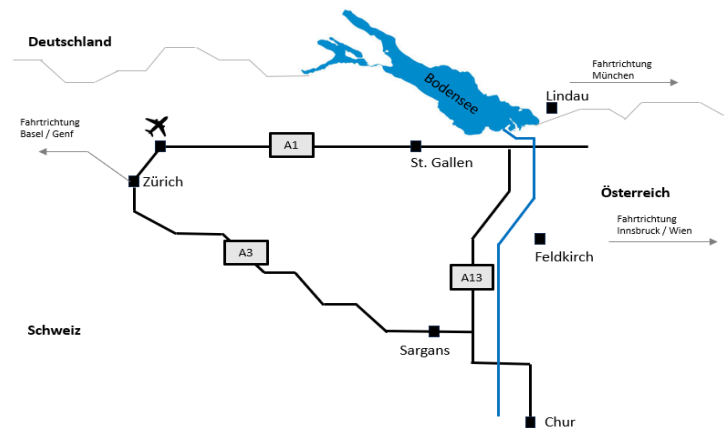 Deutschland
Fahrtrichtung
München
Bodensee
Lindau
Fahrtrichtung
Basel / Genf
A1
St. Gallen
Zürich
Österreich
Fahrtrichtung
Innsbruck / Wien
A3
Feldkirch
A13
Schweiz
Sargans
Chur